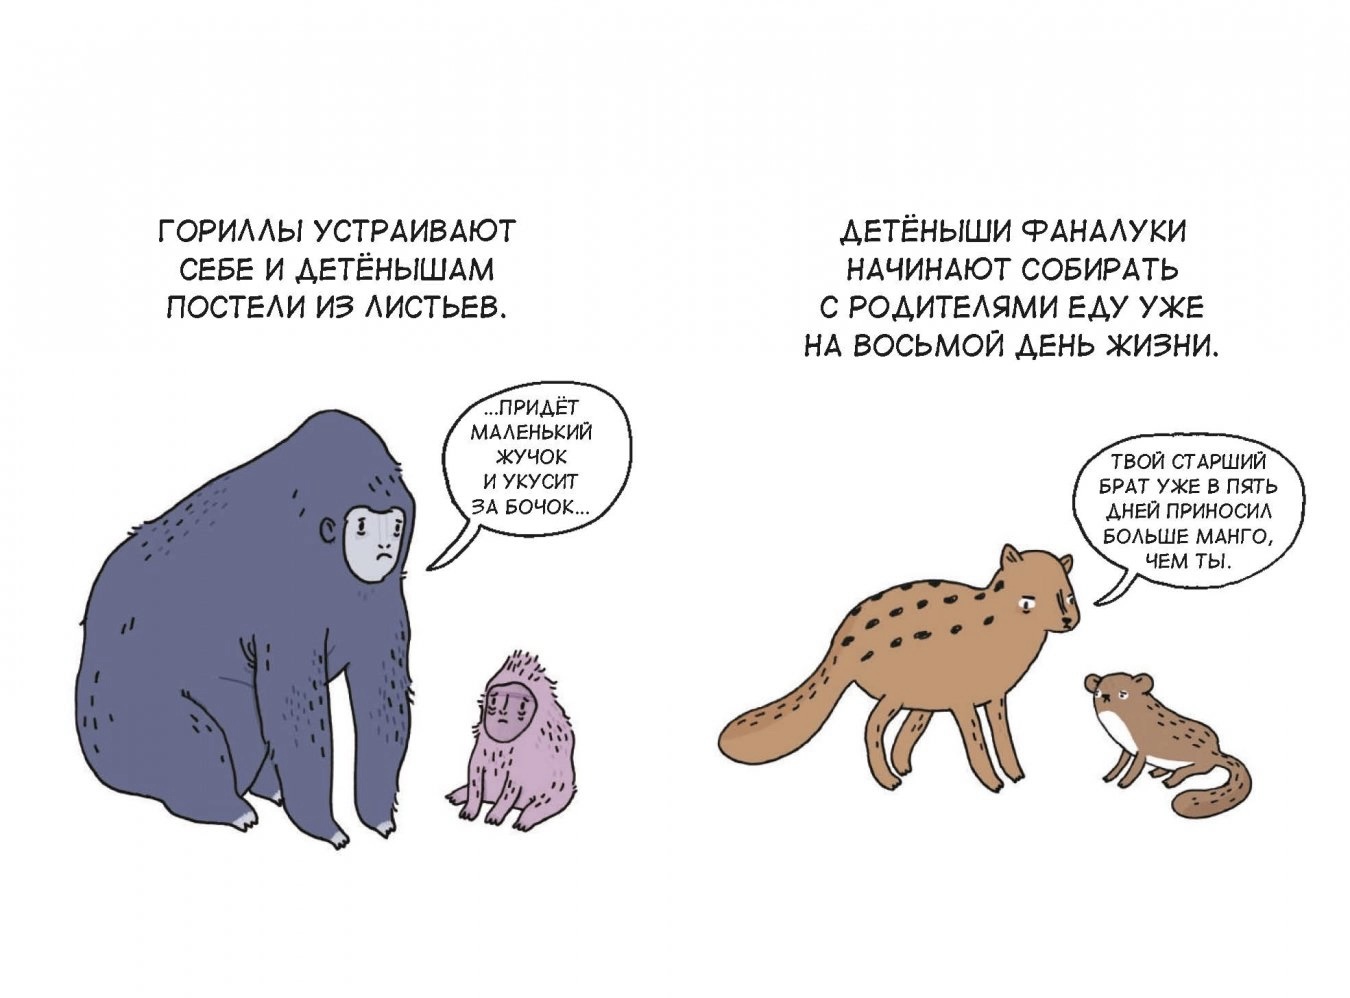 ГОРИЛЛЫ УСТРАИВАЮТ
СЕБЕ И ДЕТЁНЫШАМ
ПОСТЕЛИ ИЗ ЛИСТЬЕВ.
...ПРИДЁТ
МАЛЕНЬКИЙ
ЖУЧОК
И УКУСИТ
ЗА БОЧОК...
ДЕТЁНЫШИ ФАНАЛУКИ
НАЧИНАЮТ СОБИРАТЬ
С РОДИТЕЛЯМИ ЕДУ УЖЕ
НА ВОСЬМОЙ ДЕНЬ ЖИЗНИ.
ТВОЙ СТАРШИЙ
БРАТ УЖЕ В ПЯТЬ
ДНЕЙ ПРИНОСИЛ
БОЛЬШЕ МАНГО,
ЧЕМ ТЫ.